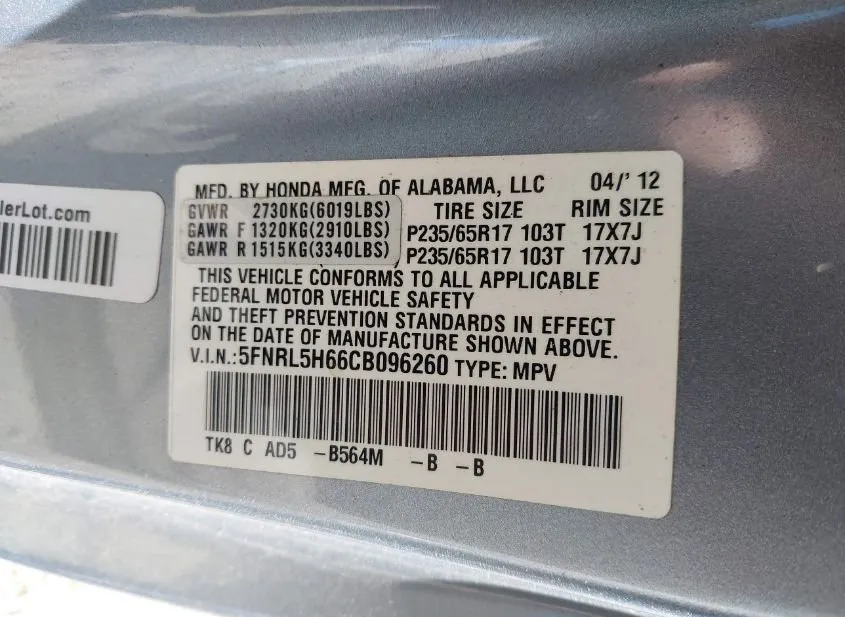 MFD. BY HONDA MFG. OF ALABAMA, LLC 04/' 12
GVWR 2730KG(6019LBS) TIRE SIZE RIM SIZE
GAWR F 1320KG(2910LBS) P235/65R17 103T 17X7J
GAWR R 1515KG(3340LBS) P235/65R17 103T 17X7J
THIS VEHICLE CONFORMS TO ALL APPLICABLE
FEDERAL MOTOR VEHICLE SAFETY
AND THEFT PREVENTION STANDARDS IN EFFECT
ON THE DATE OF MANUFACTURE SHOWN ABOVE.
V.I.N.:5FNRL5H66CB096260 TYPE: MPV
TK8 C AD5 -B564M -B -B
lerLot.com